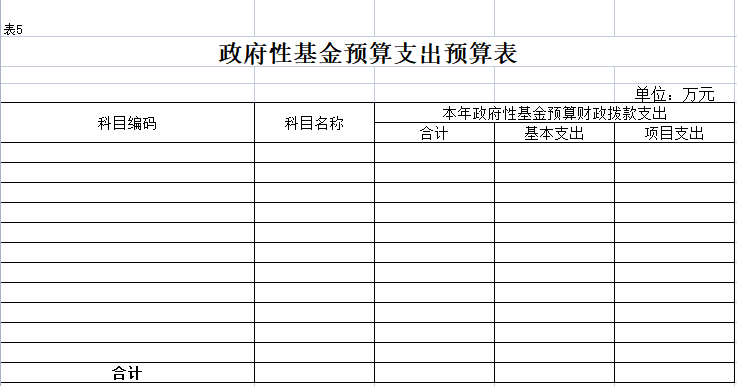 表5
政府性基金预算支出预算表
单位：万元
科目编码 科目名称 本年政府性基金预算财政拨款支出
合计 基本支出 项目支出
合计